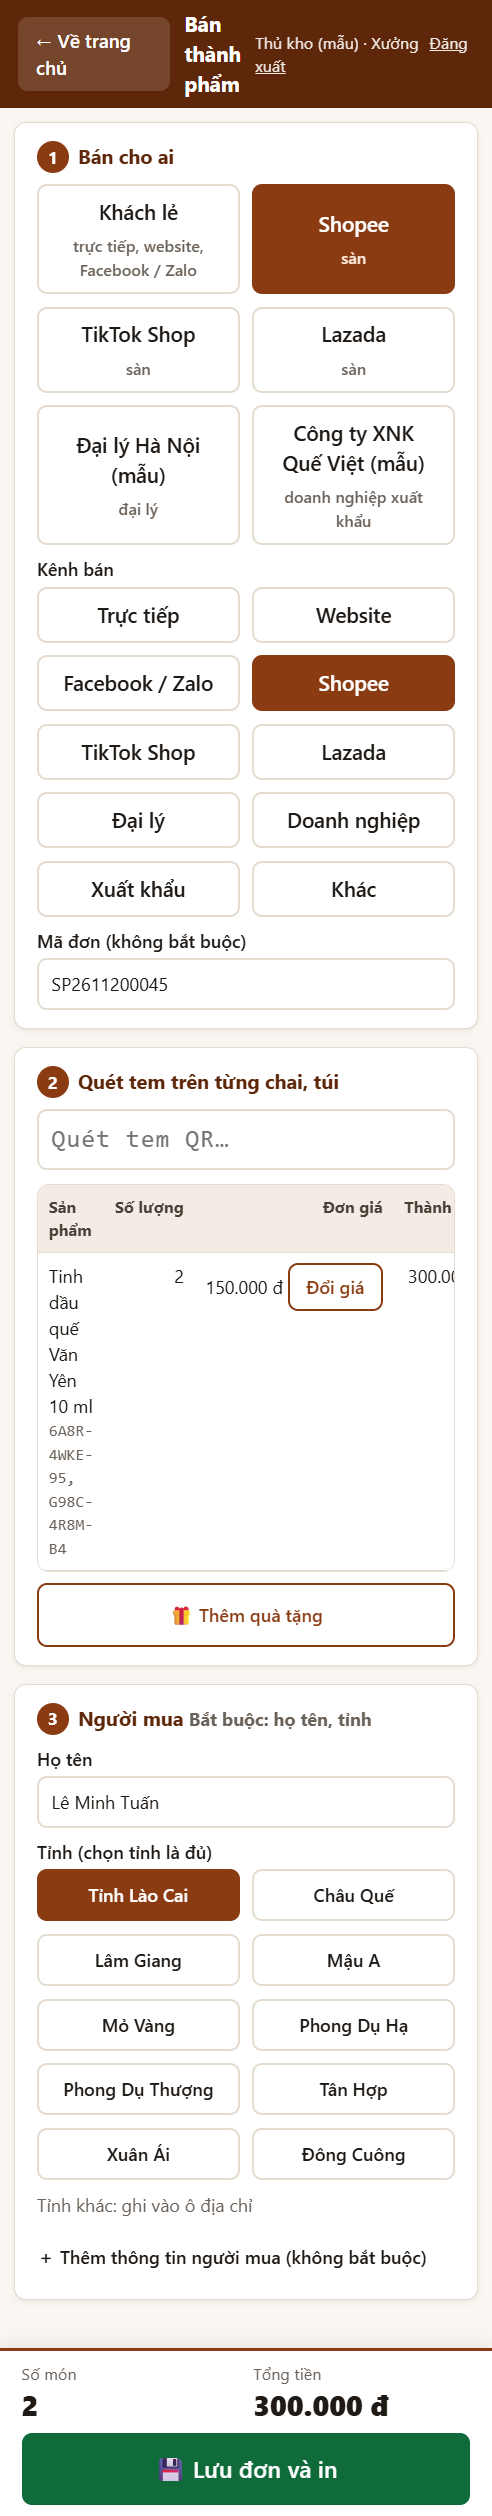 ← Về trang
chủ
Bán
thành
phẩm
Thủ kho (mẫu) · Xưởng Đăng
xuất
1 Bán cho ai
Khách lẻ
trực tiếp, website,
Facebook / Zalo
Shopee
sàn
TikTok Shop
sàn
Lazada
sàn
Đại lý Hà Nội
(mẫu)
đại lý
Công ty XNK
Quế Việt (mẫu)
doanh nghiệp xuất
khẩu
Kênh bán
Trực tiếp
Website
Facebook / Zalo
Shopee
TikTok Shop
Lazada
Đại lý
Doanh nghiệp
Xuất khẩu
Khác
Mã đơn (không bắt buộc)
SP2611200045
2 Quét tem trên từng chai, túi
Quét tem QR…
Sản
phẩm
Số lượng
Đơn giá
Thành
Tinh
dầu
quế
Văn
Yên
10 ml
6A8R-
4WKE-
95,
G98C-
4R8M-
B4
2
150.000 đ
Đổi giá
300.00
🎁 Thêm quà tặng
3 Người mua Bắt buộc: họ tên, tỉnh
Họ tên
Lê Minh Tuấn
Tỉnh (chọn tỉnh là đủ)
Tỉnh Lào Cai
Châu Quế
Lâm Giang
Mậu A
Mỏ Vàng
Phong Dụ Hạ
Phong Dụ Thượng
Tân Hợp
Xuân Ái
Đông Cuông
Tỉnh khác: ghi vào ô địa chỉ
+ Thêm thông tin người mua (không bắt buộc)
Số món
2
Tổng tiền
300.000 đ
💾 Lưu đơn và in